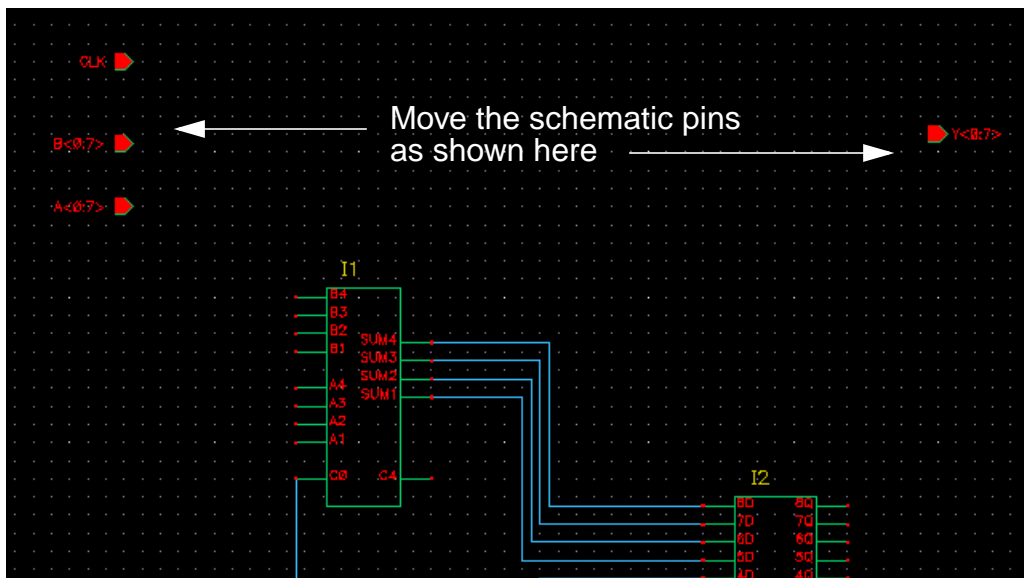 CLK
Move the schematic pins
as shown here
Y<0:7>
B<0:7>
A<0:7>
I1
B4
B3
B2
B1
SUM4
SUM3
SUM2
SUM1
A4
A3
A2
A1
C0 C4
I2
8D 8Q
7D 7Q
6D 6Q
5D 5Q
4D 4Q